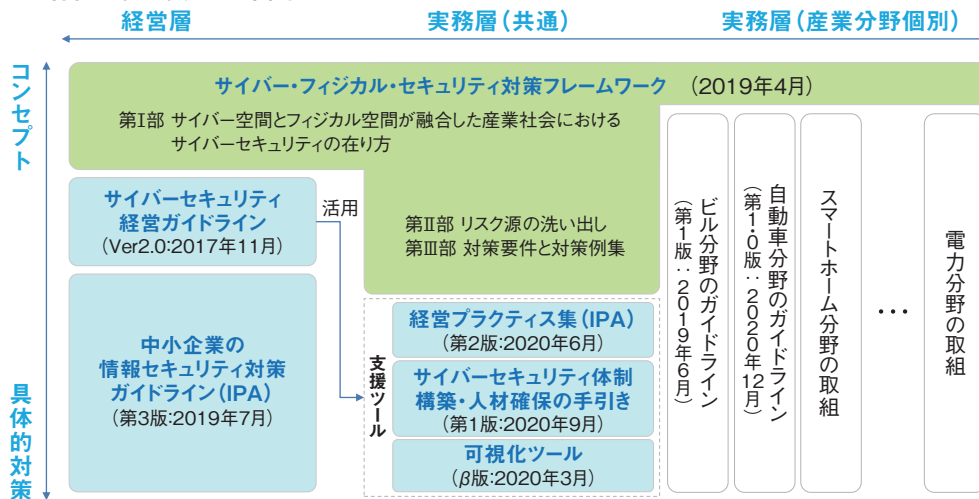 経営層
実務層（共通）
実務層（産業分野個別）
コンセプト
具体的対策
サイバー・フィジカル・セキュリティ対策フレームワーク （2019年4月）
第Ⅰ部 サイバー空間とフィジカル空間が融合した産業社会における
サイバーセキュリティの在り方
第Ⅱ部 リスク源の洗い出し
第Ⅲ部 対策要件と対策例集
サイバーセキュリティ
経営ガイドライン
（Ver2.0：2017年11月）
活用
中小企業の
情報セキュリティ対策
ガイドライン（IPA）
（第3版：2019年7月）
支援ツール
経営プラクティス集（IPA）
（第2版：2020年6月）
サイバーセキュリティ体制
構築・人材確保の手引き
（第1版：2020年9月）
可視化ツール
（β版：2020年3月）
ビル分野のガイドライン
（第1版：2019年6月）
自動車分野のガイドライン
（第1・0版：2020年12月）
スマートホーム分野の取組
・・・
電力分野の取組